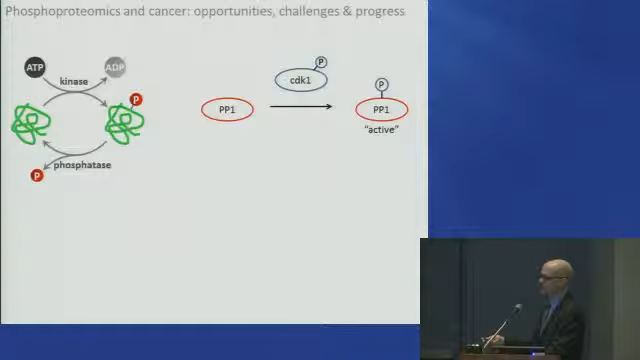 Phosphoproteomics and cancer: opportunities, challenges & progress
ATP
ADP
kinase
P
phosphatase
P
P
cdk1
PP1
P
PP1
"active"